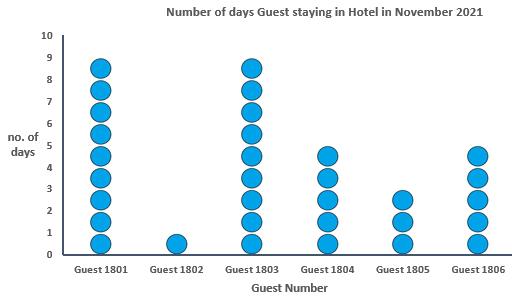 Number of days Guest staying in Hotel in November 2021
10
9
8
7
6
no. of
days
5
4
3
2
1
0
Guest 1801 Guest 1802 Guest 1803 Guest 1804 Guest 1805 Guest 1806
Guest Number